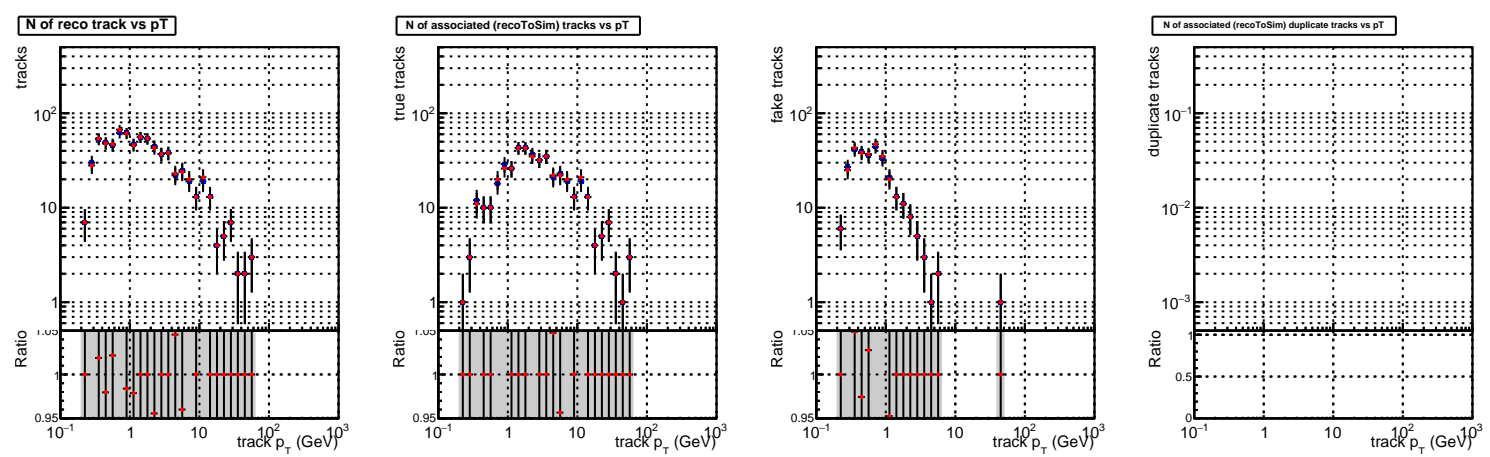 N of reco track vs pT
tracks
10²
10
1
Ratio
1.05
1
0.95
10⁻¹ 1 10 10² 10³
track p_T (GeV)
N of associated (recoToSim) tracks vs pT
true tracks
10²
10
1
Ratio
1.05
1
0.95
10⁻¹ 1 10 10² 10³
track p_T (GeV)
fake tracks
10²
10
1
Ratio
1.05
1
0.95
10⁻¹ 1 10 10² 10³
track p_T (GeV)
N of associated (recoToSim) duplicate tracks vs pT
duplicate tracks
10⁻¹
10⁻²
10⁻³
Ratio
1
0.5
0
10⁻¹ 1 10 10² 10³
track p_T (GeV)